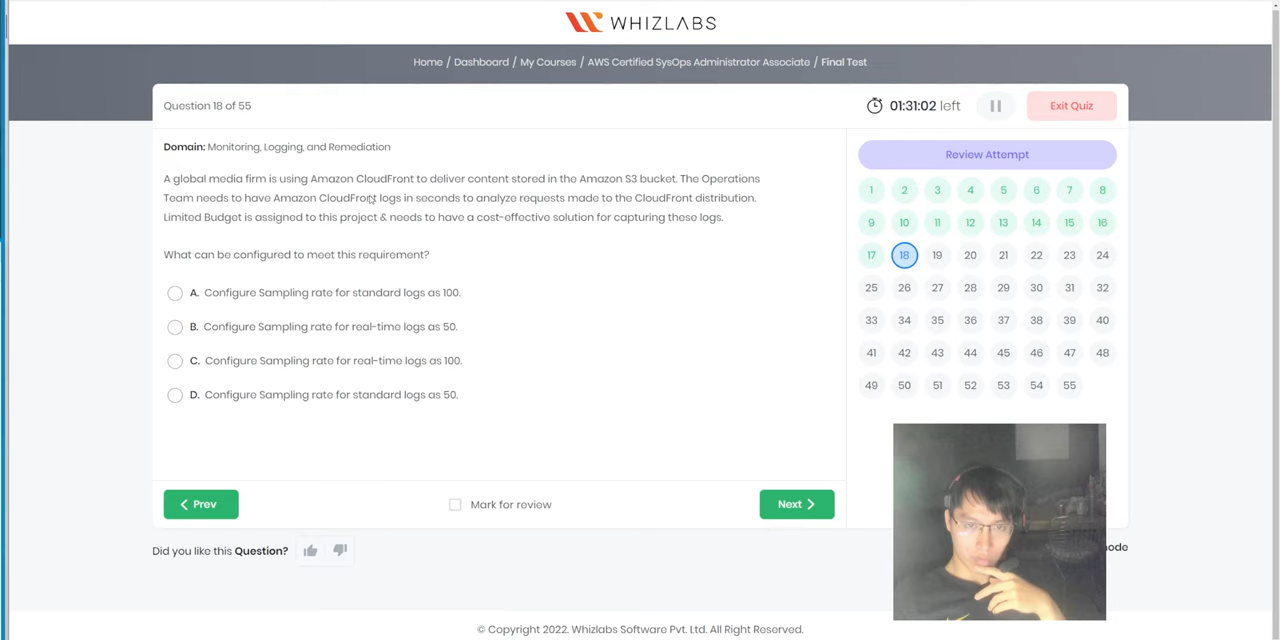 WHIZLABS
Home / Dashboard / My Courses / AWS Certified SysOps Administrator Associate / Final Test
Question 18 of 55
01:31:02 left
Exit Quiz
Domain: Monitoring, Logging, and Remediation
A global media firm is using Amazon CloudFront to deliver content stored in the Amazon S3 bucket. The Operations
Team needs to have Amazon CloudFront logs in seconds to analyze requests made to the CloudFront distribution.
Limited Budget is assigned to this project & needs to have a cost-effective solution for capturing these logs.
What can be configured to meet this requirement?
A. Configure Sampling rate for standard logs as 100.
B. Configure Sampling rate for real-time logs as 50.
C. Configure Sampling rate for real-time logs as 100.
D. Configure Sampling rate for standard logs as 50.
Prev
Mark for review
Next
Review Attempt
1 2 3 4 5 6 7 8
9 10 11 12 13 14 15 16
17 18 19 20 21 22 23 24
25 26 27 28 29 30 31 32
33 34 35 36 37 38 39 40
41 42 43 44 45 46 47 48
49 50 51 52 53 54 55
Did you like this Question?
© Copyright 2022. Whizlabs Software Pvt. Ltd. All Right Reserved.